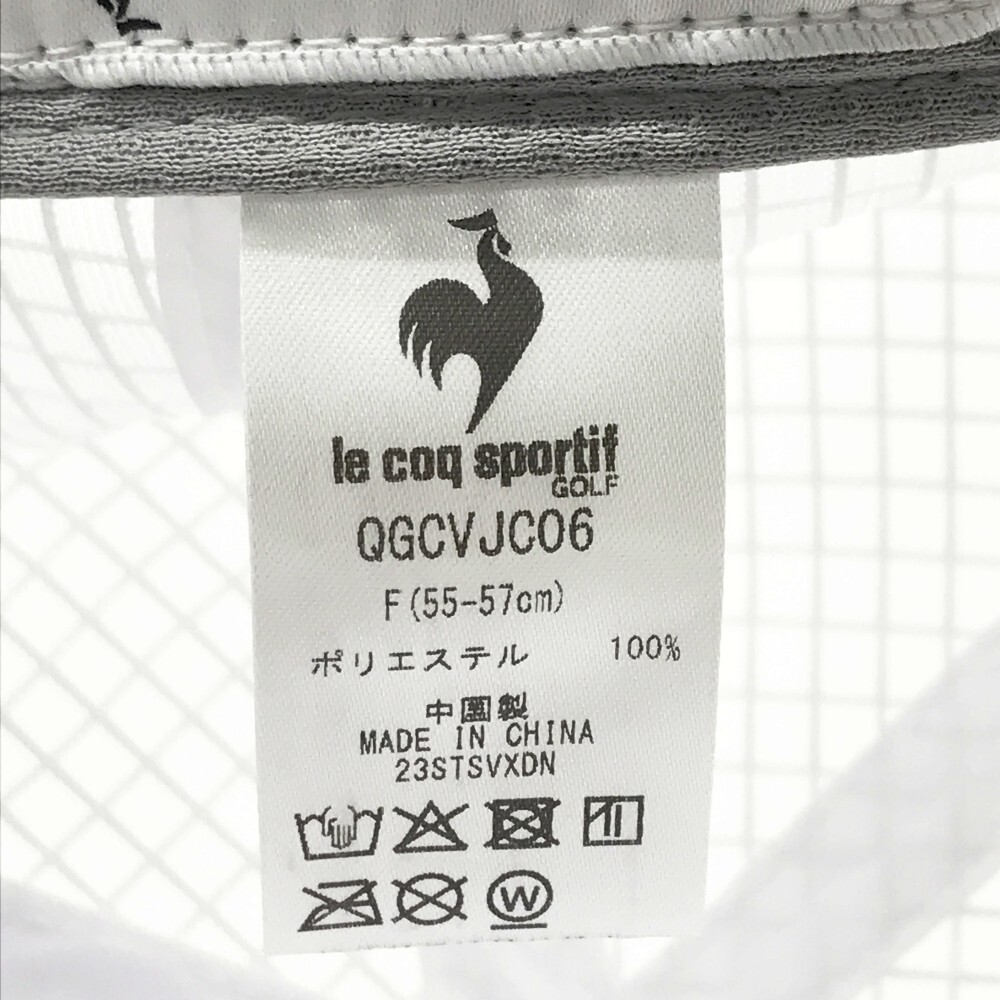 le coq sportif
GOLF
QGCVJC06
F(55-57cm)
ポリエステル 100%
中国製
MADE IN CHINA
23STSVXDN
W